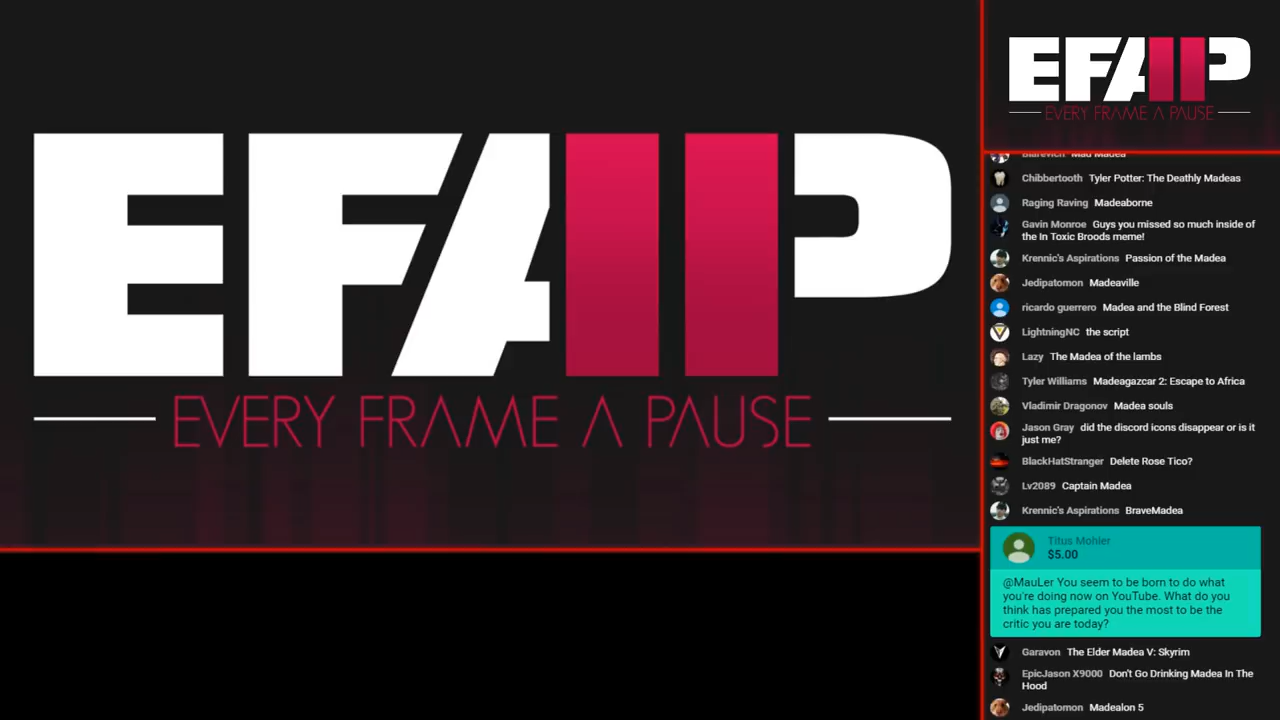 EFAP
EVERY FRAME A PAUSE
EFAP
EVERY FRAME A PAUSE
Blarevich Mad Madea
Chibbertooth Tyler Potter: The Deathly Madeas
Raging Raving Madeaborne
Gavin Monroe Guys you missed so much inside of
the In Toxic Broods meme!
Krennic's Aspirations Passion of the Madea
Jedipatomon Madeaville
ricardo guerrero Madea and the Blind Forest
LightningNC the script
Lazy The Madea of the lambs
Tyler Williams Madeagazcar 2: Escape to Africa
Vladimir Dragonov Madea souls
Jason Gray did the discord icons disappear or is it
just me?
BlackHatStranger Delete Rose Tico?
Lv2089 Captain Madea
Krennic's Aspirations BraveMadea
Titus Mohler
$5.00
@MauLer You seem to be born to do what
you're doing now on YouTube. What do you
think has prepared you the most to be the
critic you are today?
Garavon The Elder Madea V: Skyrim
EpicJason X9000 Don't Go Drinking Madea In The
Hood
Jedipatomon Madealon 5